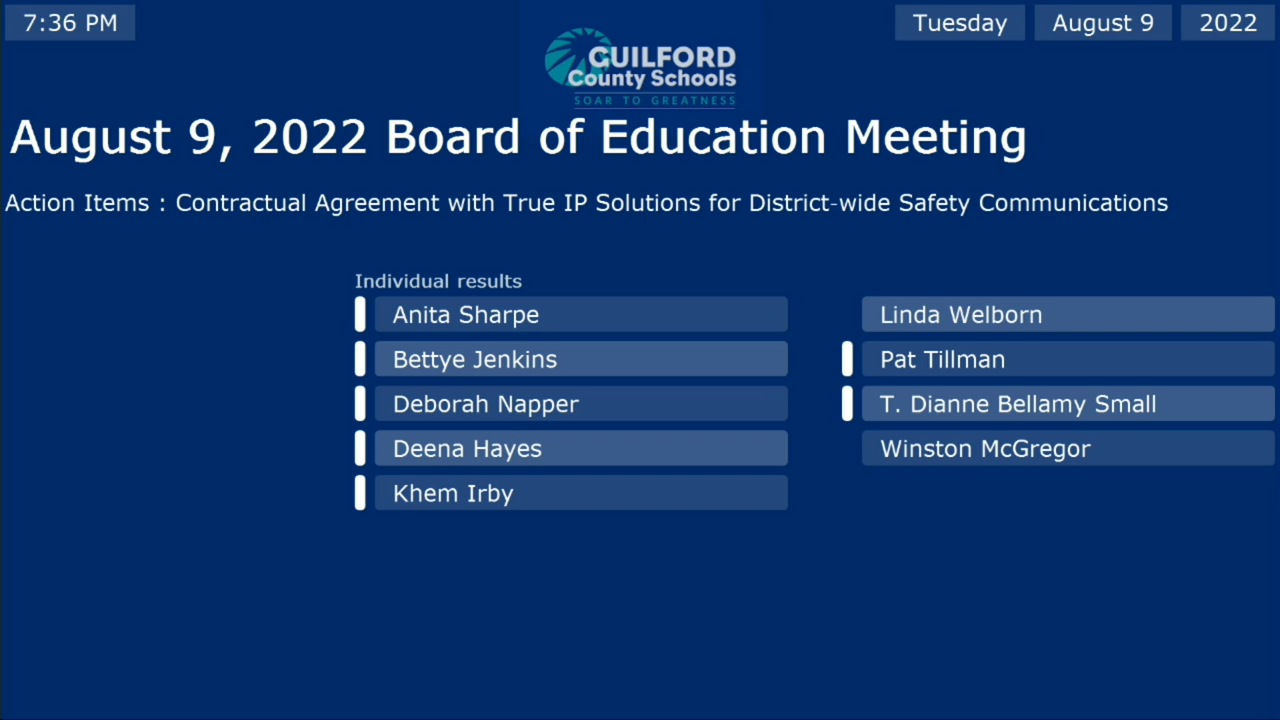 7:36 PM
Tuesday August 9 2022
GUILFORD
County Schools
SOAR TO GREATNESS
August 9, 2022 Board of Education Meeting
Action Items : Contractual Agreement with True IP Solutions for District-wide Safety Communications
Individual results
Anita Sharpe
Bettye Jenkins
Deborah Napper
Deena Hayes
Khem Irby
Linda Welborn
Pat Tillman
T. Dianne Bellamy Small
Winston McGregor